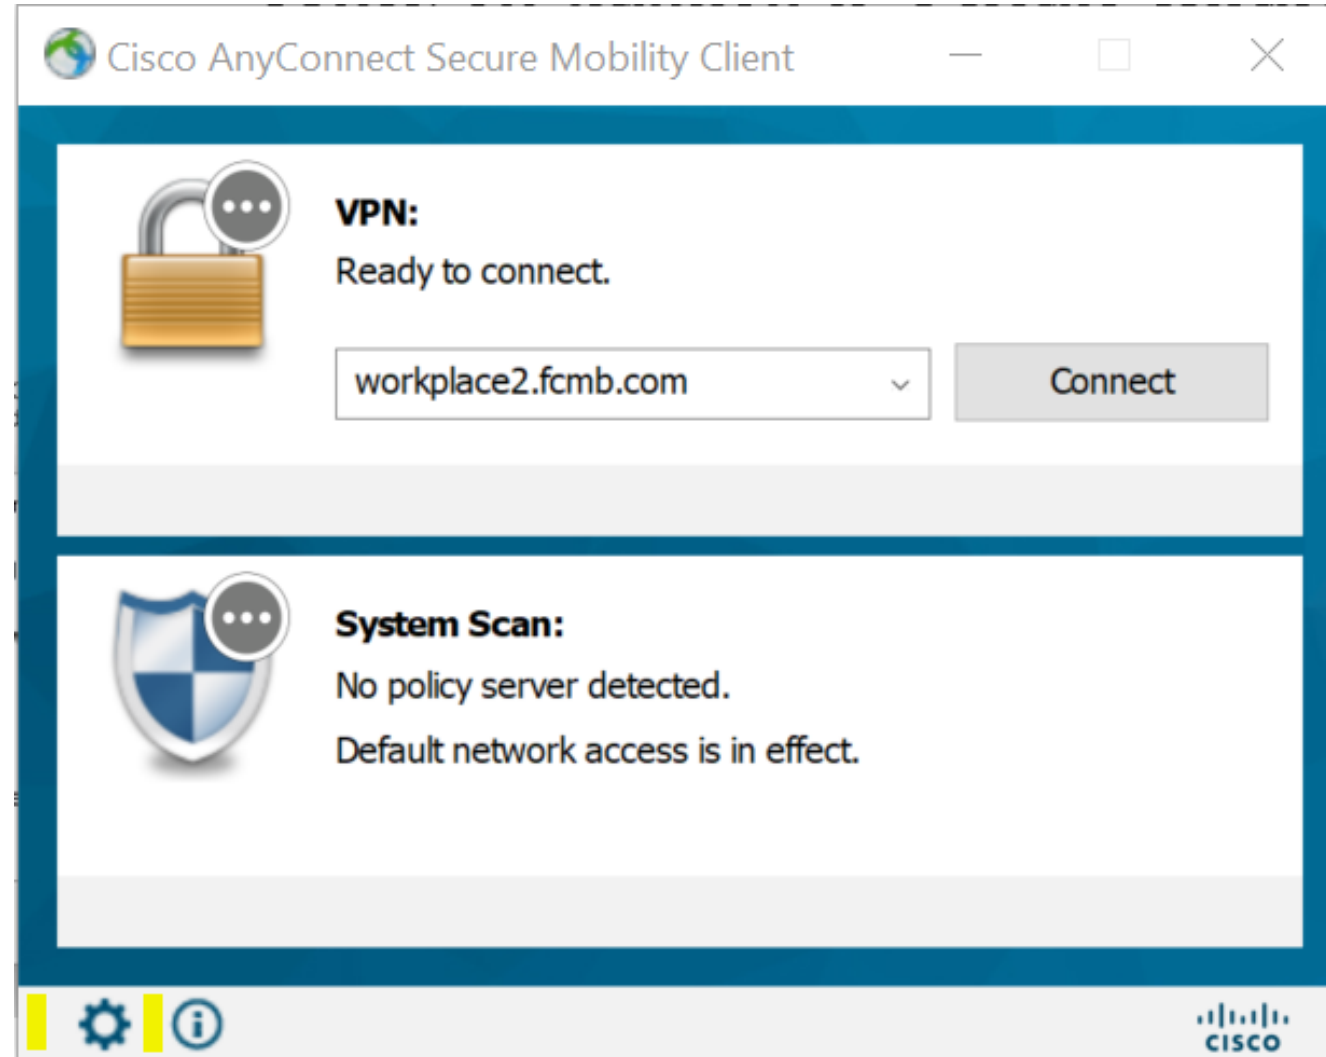 Cisco AnyConnect Secure Mobility Client
VPN:
Ready to connect.
workplace2.fcmb.com
Connect
System Scan:
No policy server detected.
Default network access is in effect.
CISCO